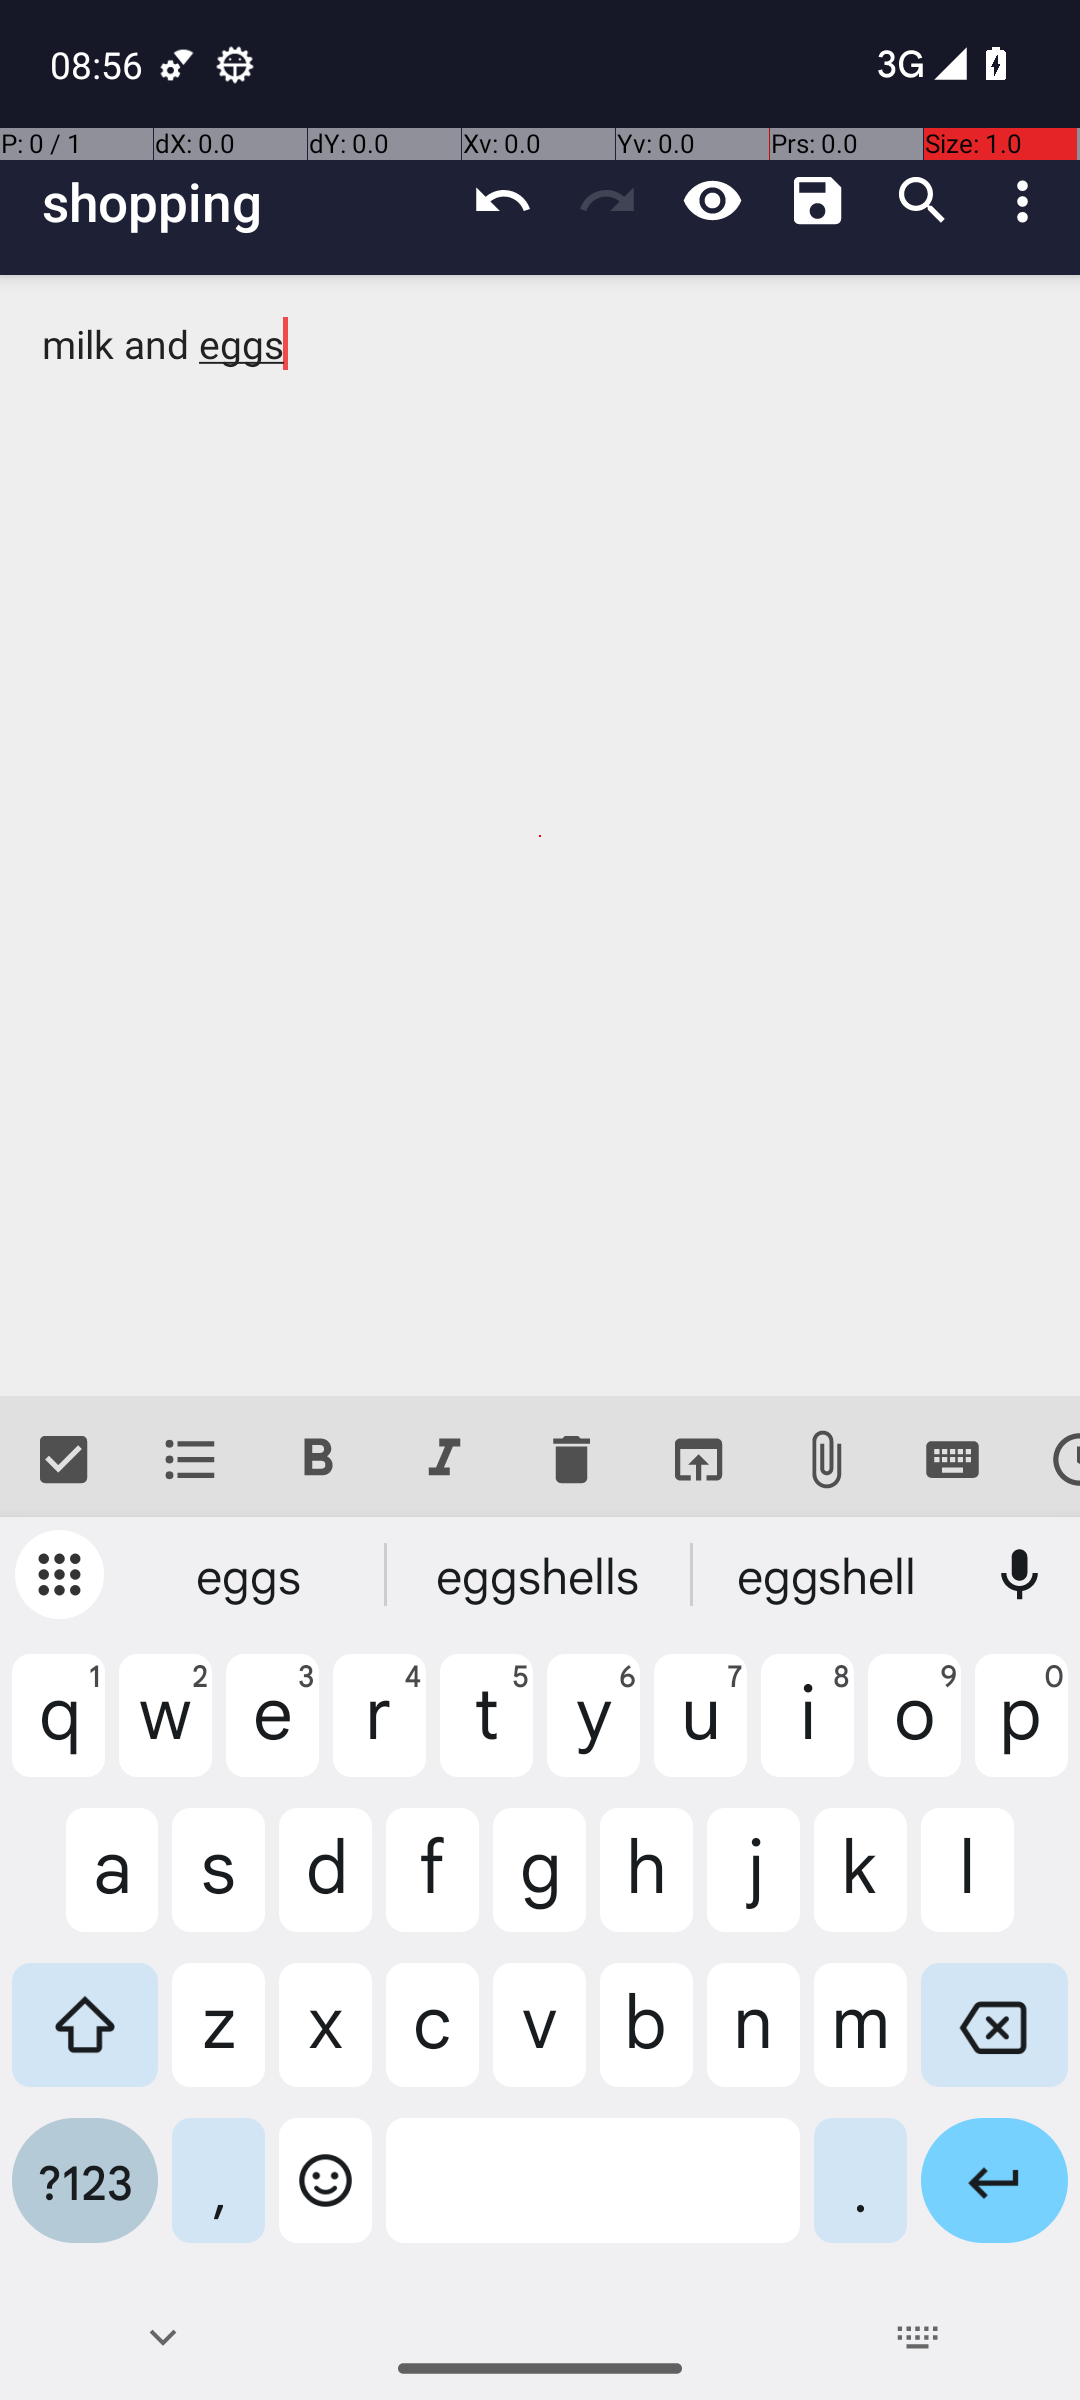 08:56 3G
P: 0 / 1 dX: 0.0 dY: 0.0 Xv: 0.0 Yv: 0.0 Prs: 0.0 Size: 1.0
shopping
milk and eggs
B I
eggs eggshells eggshell
q 1 w 2 e 3 r 4 t 5 y 6 u 7 i 8 o 9 p 0
a s d f g h j k l
z x c v b n m
?123 , .